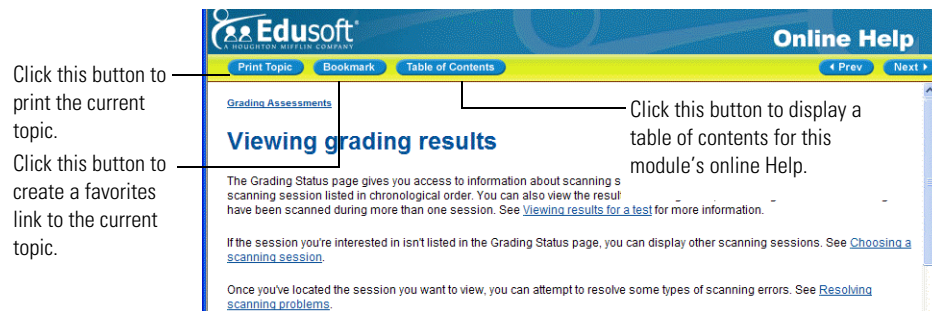 Edusoft
A HOUGHTON MIFFLIN COMPANY
Online Help
Print Topic Bookmark Table of Contents Prev Next
Click this button to
print the current
topic.
Click this button to
create a favorites
link to the current
topic.
Grading Assessments
Click this button to display a
table of contents for this
module's online Help.
Viewing grading results
The Grading Status page gives you access to information about scanning s
scanning session listed in chronological order. You can also view the resul
have been scanned during more than one session. See Viewing results for a test for more information.
If the session you're interested in isn't listed in the Grading Status page, you can display other scanning sessions. See Choosing a
scanning session.
Once you've located the session you want to view, you can attempt to resolve some types of scanning errors. See Resolving
scanning problems.